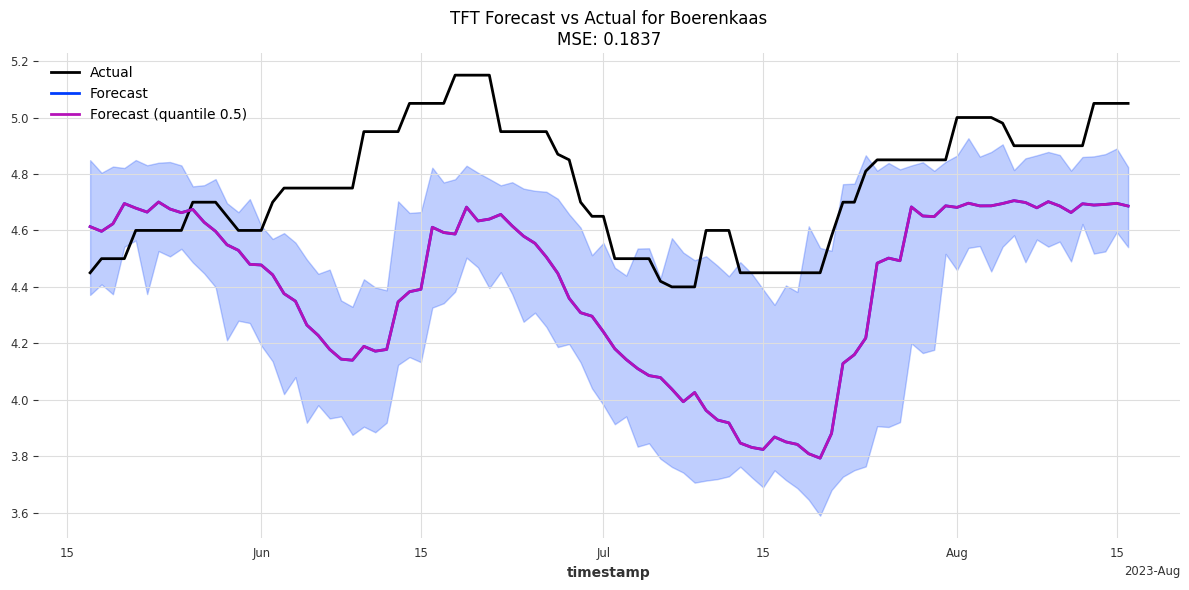 TFT Forecast vs Actual for Boerenkaas
MSE: 0.1837
Actual
Forecast
Forecast (quantile 0.5)
5.2
5.0
4.8
4.6
4.4
4.2
4.0
3.8
3.6
15
Jun
15
Jul
15
Aug
15
timestamp
2023-Aug